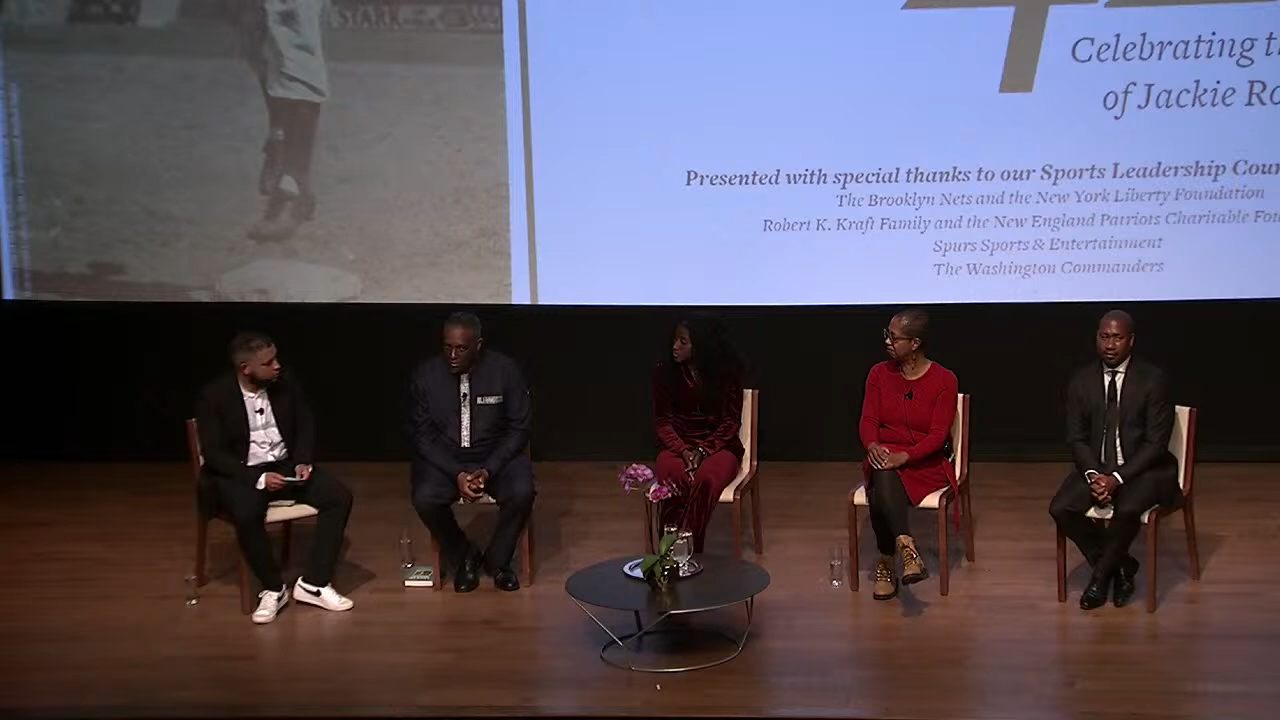 STARK
Celebrating t
of Jackie Ro
Presented with special thanks to our Sports Leadership Coun
The Brooklyn Nets and the New York Liberty Foundation
Robert K. Kraft Family and the New England Patriots Charitable Fou
Spurs Sports & Entertainment
The Washington Commanders